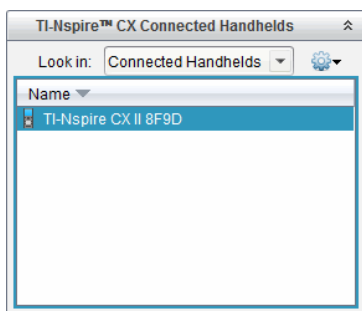 TI-Nspire™ CX Connected Handhelds
Look in: Connected Handhelds
Name
TI-Nspire CX II 8F9D